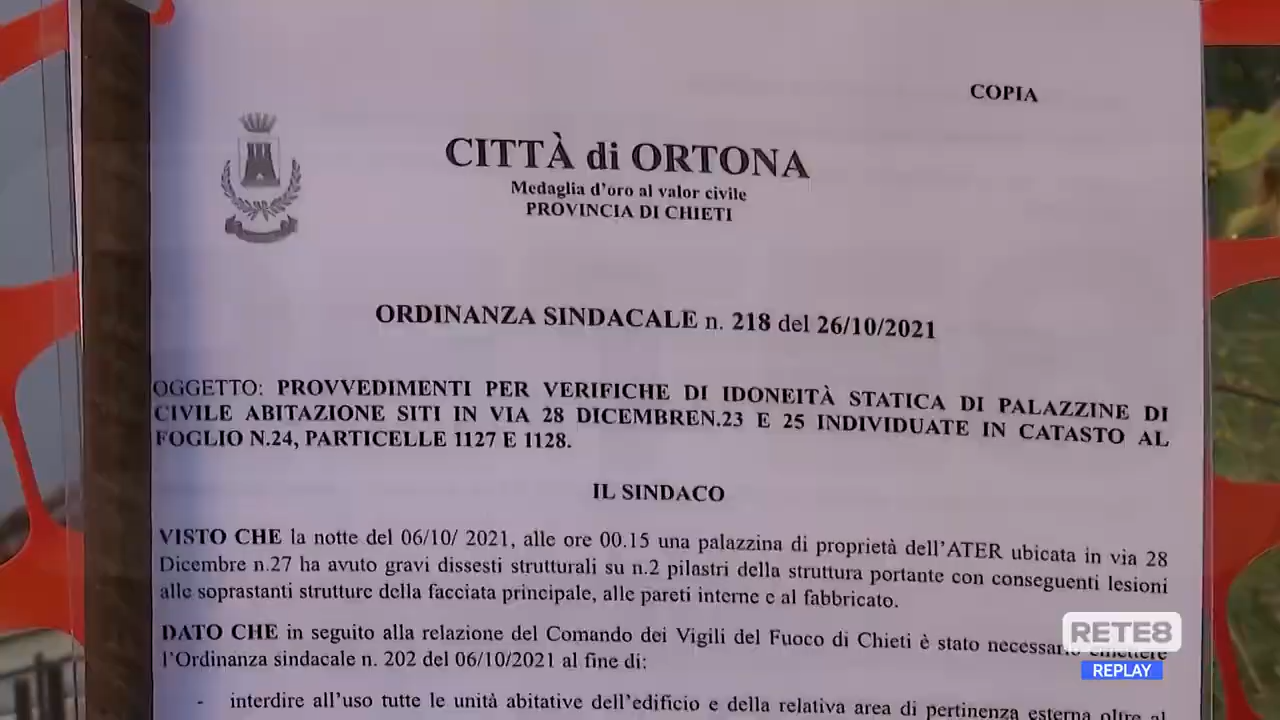 COPIA
CITTÀ di ORTONA
Medaglia d'oro al valor civile
PROVINCIA DI CHIETI
ORDINANZA SINDACALE n. 218 del 26/10/2021
OGGETTO: PROVVEDIMENTI PER VERIFICHE DI IDONEITÀ STATICA DI PALAZZINE DI
CIVILE ABITAZIONE SITI IN VIA 28 DICEMBREN.23 E 25 INDIVIDUATE IN CATASTO AL
FOGLIO N.24, PARTICELLE 1127 E 1128.
IL SINDACO
VISTO CHE la notte del 06/10/ 2021, alle ore 00.15 una palazzina di proprietà dell'ATER ubicata in via 28
Dicembre n.27 ha avuto gravi dissesti strutturali su n.2 pilastri della struttura portante con conseguenti lesioni
alle soprastanti strutture della facciata principale, alle pareti interne e al fabbricato.
DATO CHE in seguito alla relazione del Comando dei Vigili del Fuoco di Chieti è stato necessario emettere
l'Ordinanza sindacale n. 202 del 06/10/2021 al fine di:
- interdire all'uso tutte le unità abitative dell'edificio e della relativa area di pertinenza esterna oltre al
RETE8
REPLAY